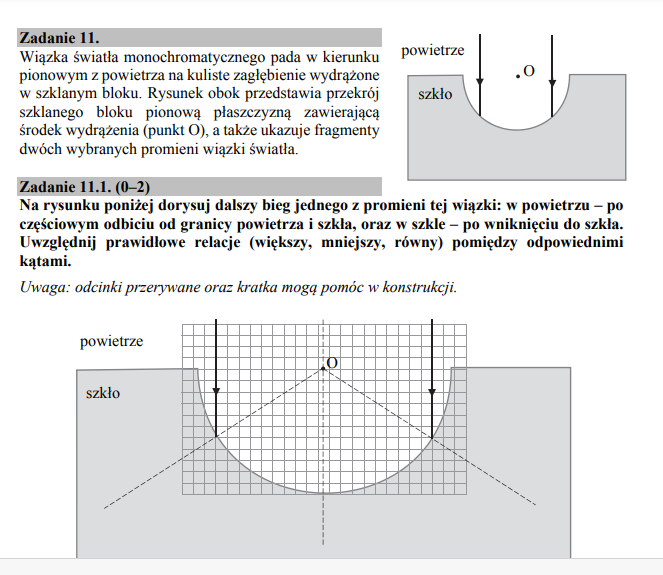 Zadanie 11.
Wiązka światła monochromatycznego pada w kierunku
pionowym z powietrza na kuliste zagłębienie wydrążone
w szklanym bloku. Rysunek obok przedstawia przekrój
szklanego bloku pionową płaszczyzną zawierającą
środek wydrążenia (punkt O), a także ukazuje fragmenty
dwóch wybranych promieni wiązki światła.
powietrze
O
szkło
Zadanie 11.1. (0–2)
Na rysunku poniżej dorysuj dalszy bieg jednego z promieni tej wiązki: w powietrzu – po
częściowym odbiciu od granicy powietrza i szkła, oraz w szkle – po wniknięciu do szkła.
Uwzględnij prawidłowe relacje (większy, mniejszy, równy) pomiędzy odpowiednimi
kątami.
Uwaga: odcinki przerywane oraz kratka mogą pomóc w konstrukcji.
powietrze
O
szkło